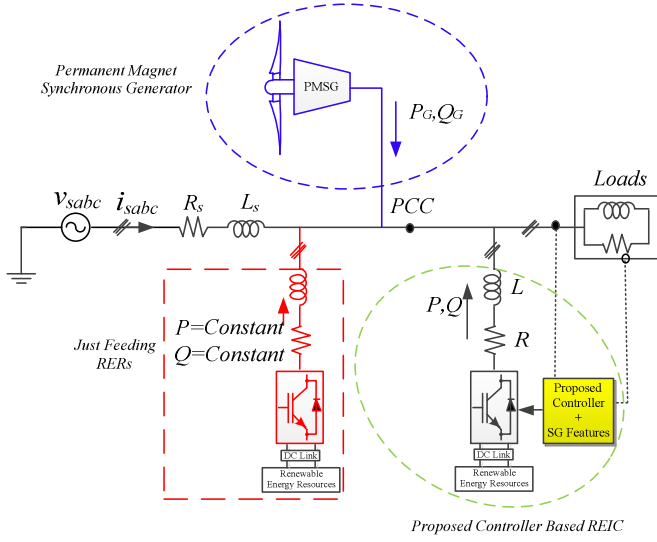 Permanent Magnet
Synchronous Generator
PMSG
PG,QG
vsabc
isabc
Rs
Ls
PCC
Loads
Just Feeding
RERs
P=Constant
Q=Constant
P,Q
L
R
Proposed
Controller
+
SG Features
DC Link
Renewable
Energy Resources
DC Link
Renewable
Energy Resources
Proposed Controller Based REIC